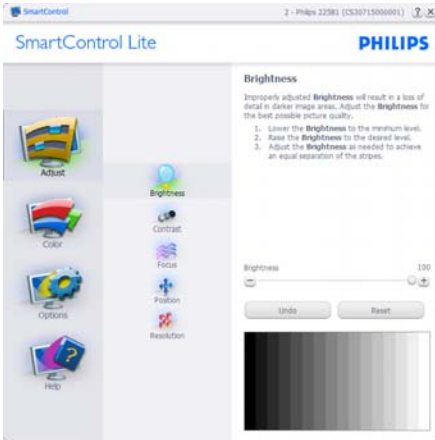 SmartControl
2 - Philips 225B1 (CS30715000001)
?
X
SmartControl Lite
PHILIPS
Adjust
Color
Options
Help
Brightness
Contrast
Focus
Position
Resolution
Brightness
Improperly adjusted Brightness will result in a loss of
detail in darker image areas. Adjust the Brightness for
the best possible picture quality.
1. Lower the Brightness to the minimum level.
2. Raise the Brightness to the desired level.
3. Adjust the Brightness as needed to achieve
an equal separation of the stripes.
Brightness
100
Undo
Reset